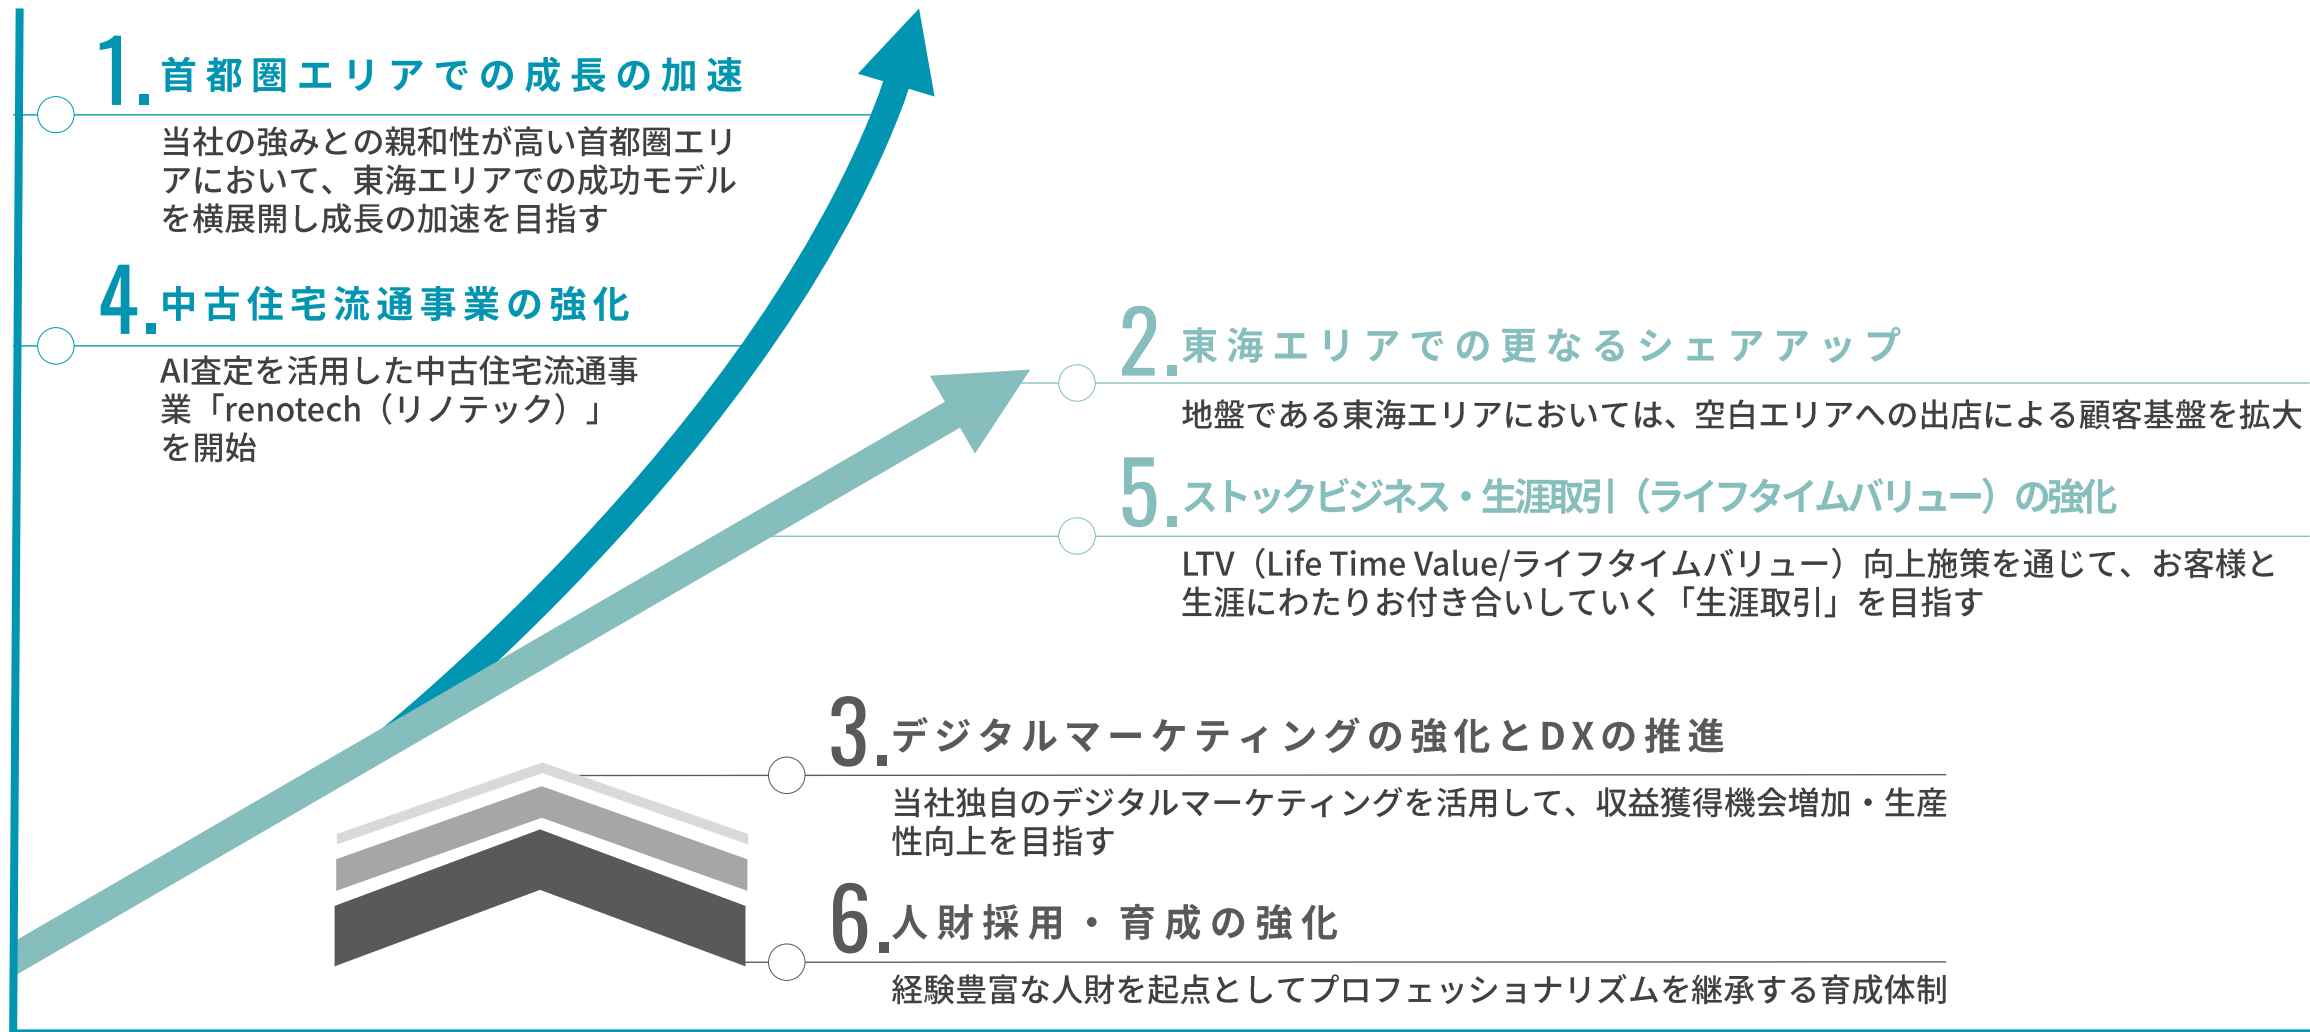 1. 首都圏エリアでの成長の加速
当社の強みとの親和性が高い首都圏エリ
アにおいて、東海エリアでの成功モデル
を横展開し成長の加速を目指す
4. 中古住宅流通事業の強化
AI査定を活用した中古住宅流通事
業「renotech（リノテック）」
を開始
2. 東海エリアでの更なるシェアアップ
地盤である東海エリアにおいては、空白エリアへの出店による顧客基盤を拡大
5. ストックビジネス・生涯取引（ライフタイムバリュー）の強化
LTV（Life Time Value/ライフタイムバリュー）向上施策を通じて、お客様と
生涯にわたりお付き合いしていく「生涯取引」を目指す
3. デジタルマーケティングの強化とDXの推進
当社独自のデジタルマーケティングを活用して、収益獲得機会増加・生産
性向上を目指す
6. 人財採用・育成の強化
経験豊富な人財を起点としてプロフェッショナリズムを継承する育成体制